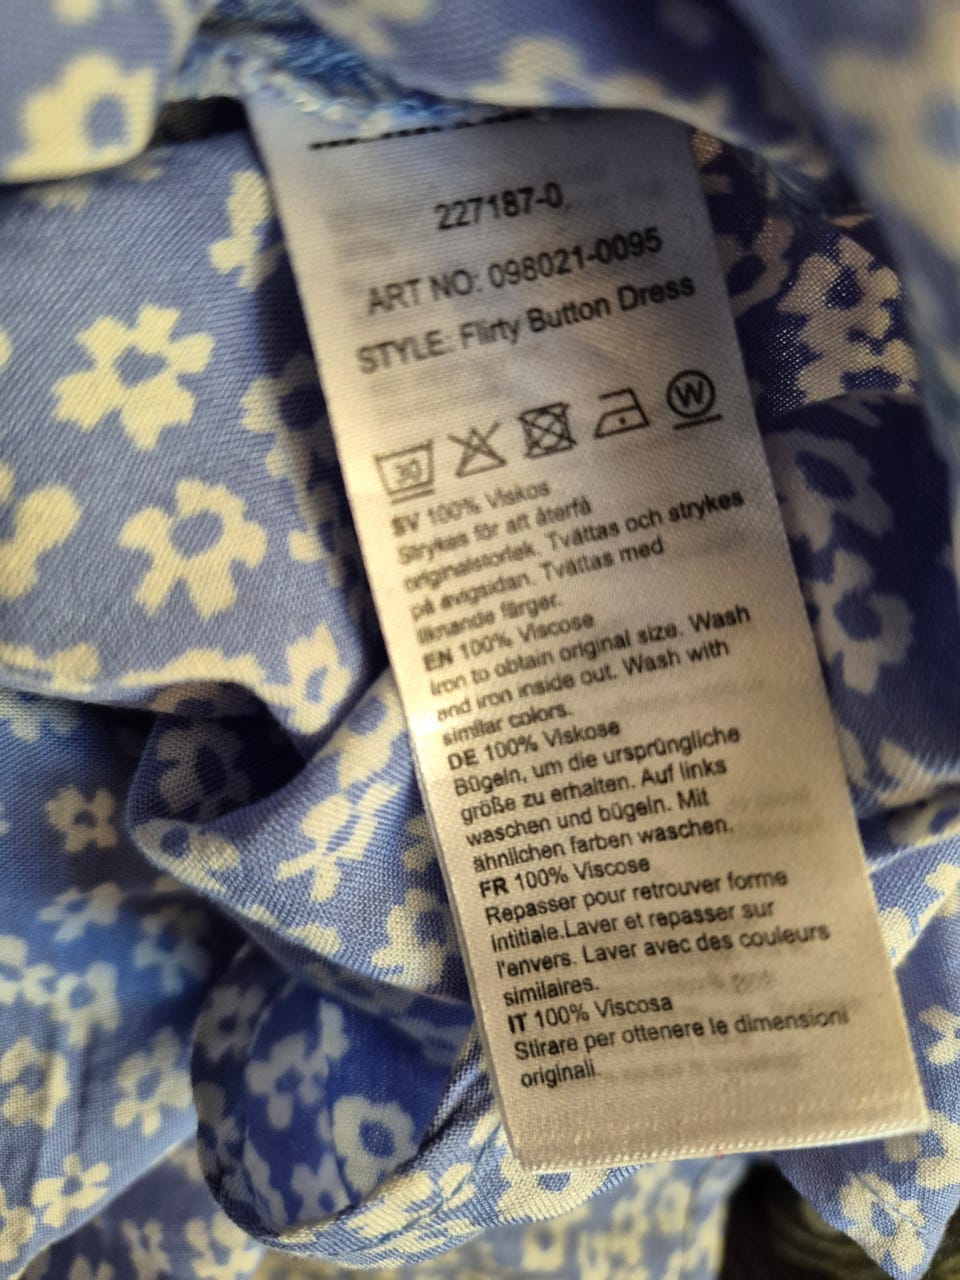 227187-0
ART NO: 098021-0095
STYLE: Flirty Button Dress
30
W
SV 100% Viskos
Strykes för att återfå
originalstorlek. Tvättas och strykes
på avigsidan. Tvättas med
liknande färger.
EN 100% Viscose
Iron to obtain original size. Wash
and iron inside out. Wash with
similar colors.
DE 100% Viskose
Bügeln, um die ursprüngliche
größe zu erhalten. Auf links
waschen und bügeln. Mit
ähnlichen farben waschen.
FR 100% Viscose
Repasser pour retrouver forme
intitiale.Laver et repasser sur
l'envers. Laver avec des couleurs
similaires.
IT 100% Viscosa
Stirare per ottenere le dimensioni
originali.